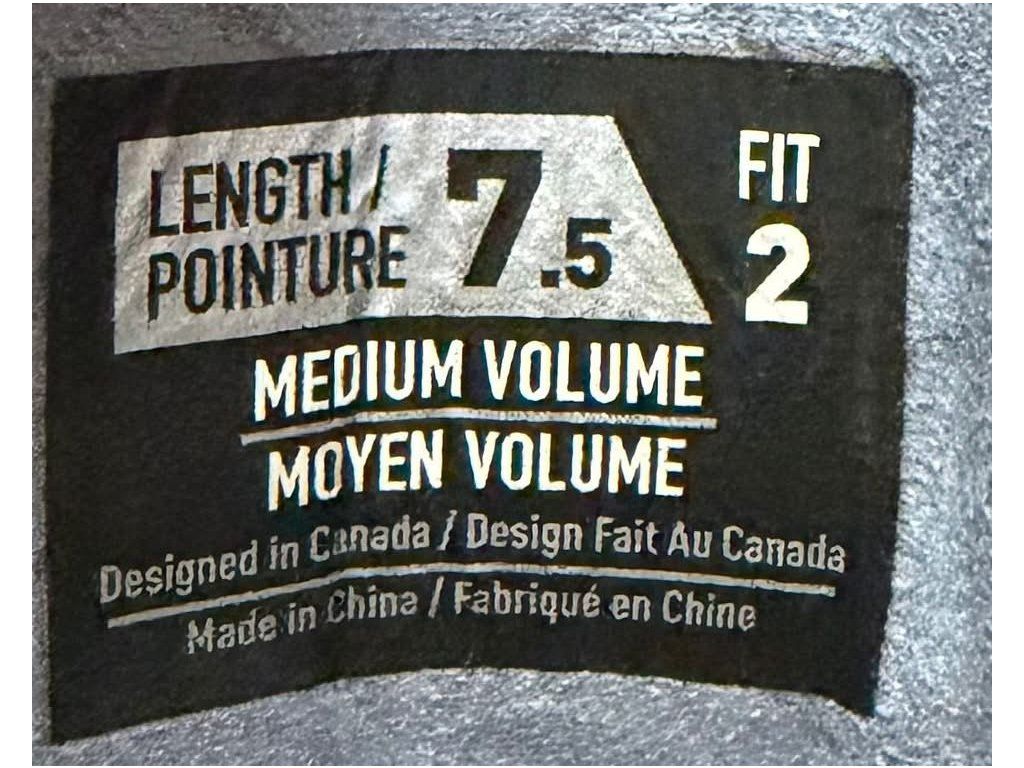 LENGTH / 7.5
POINTURE
FIT
2
MEDIUM VOLUME
MOYEN VOLUME
Designed in Canada / Design Fait Au Canada
Made in China / Fabriqué en Chine